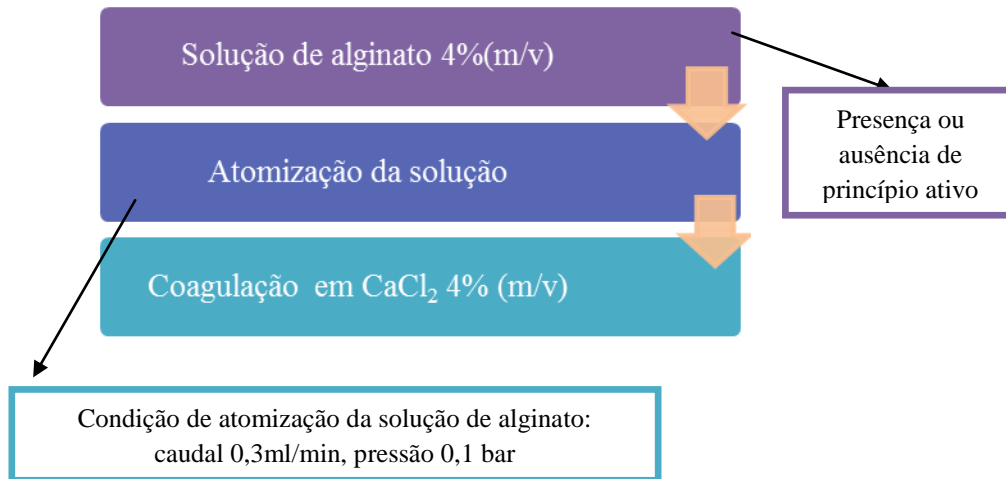 Solução de alginato 4%(m/v)
Presença ou
ausência de
princípio ativo
Atomização da solução
Coagulação em CaCl₂ 4% (m/v)
Condição de atomização da solução de alginato:
caudal 0,3ml/min, pressão 0,1 bar